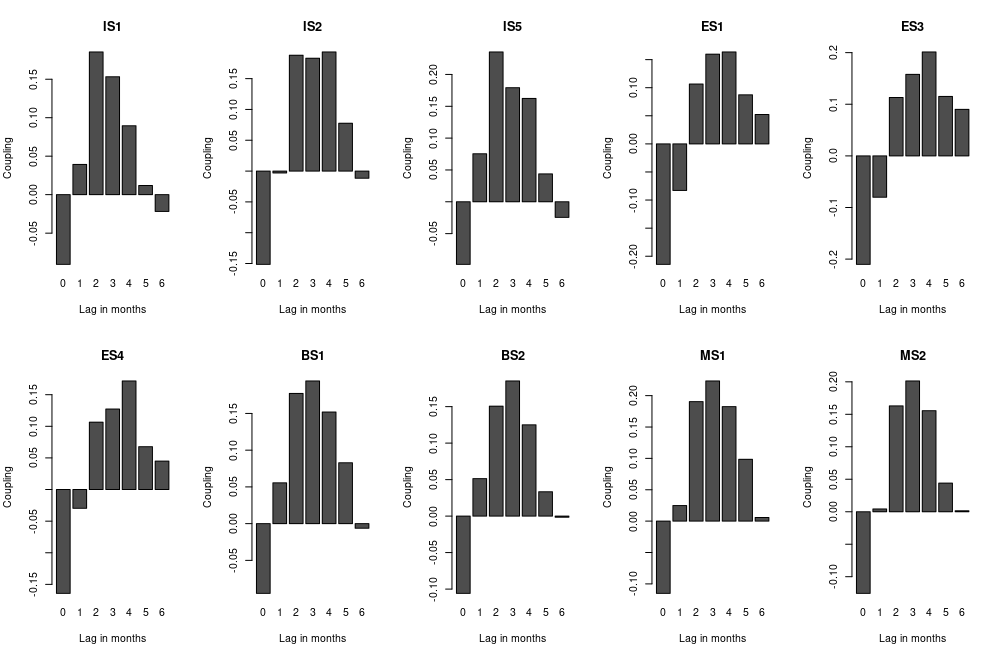 IS1
Coupling
-0.05 0.00 0.05 0.15
0 1 2 3 4 5 6
Lag in months
IS2
Coupling
-0.15 -0.05 0.05 0.15
0 1 2 3 4 5 6
Lag in months
IS5
Coupling
-0.05 0.05 0.10 0.15 0.20
0 1 2 3 4 5 6
Lag in months
ES1
Coupling
-0.20 -0.10 0.00 0.10
0 1 2 3 4 5 6
Lag in months
ES3
Coupling
-0.2 -0.1 0.0 0.1 0.2
0 1 2 3 4 5 6
Lag in months
ES4
Coupling
-0.15 -0.05 0.05 0.10 0.15
0 1 2 3 4 5 6
Lag in months
BS1
Coupling
-0.05 0.00 0.05 0.15
0 1 2 3 4 5 6
Lag in months
BS2
Coupling
-0.10 -0.05 0.00 0.05 0.15
0 1 2 3 4 5 6
Lag in months
MS1
Coupling
-0.10 0.00 0.05 0.10 0.15 0.20
0 1 2 3 4 5 6
Lag in months
MS2
Coupling
-0.10 0.00 0.05 0.10 0.15 0.20
0 1 2 3 4 5 6
Lag in months